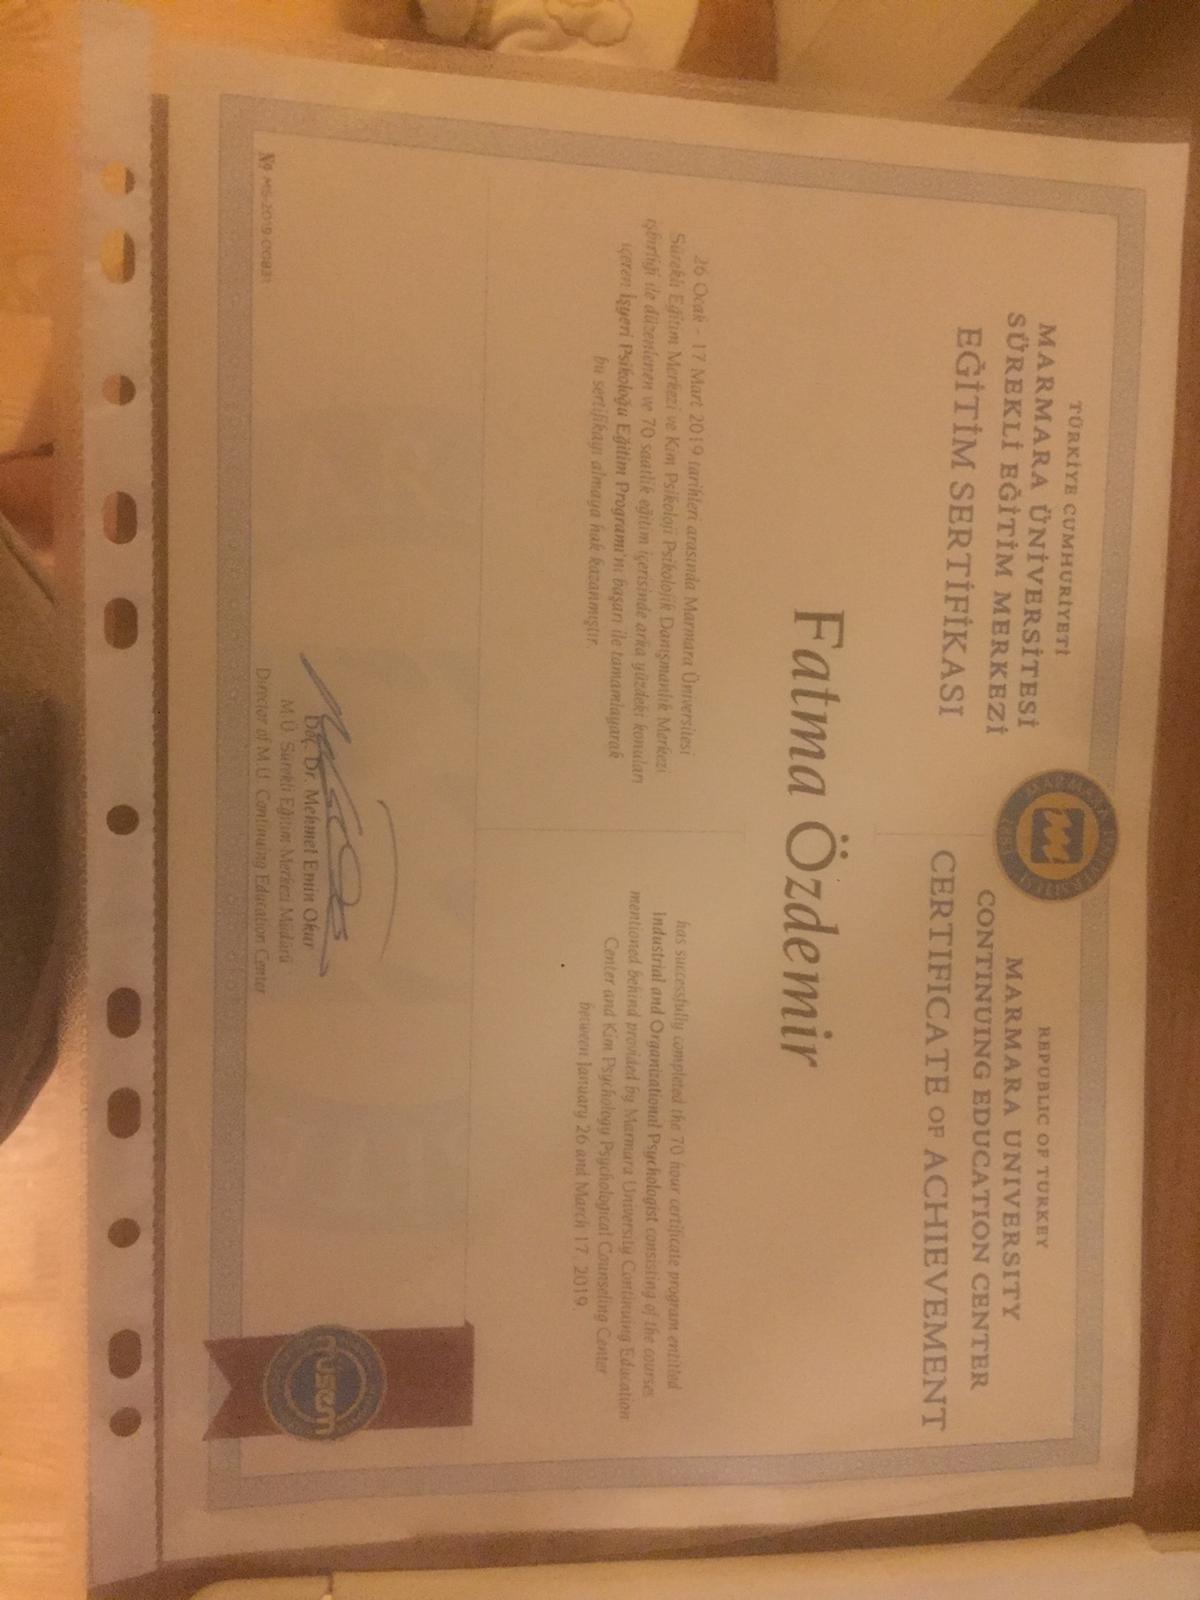 TÜRKİYE CUMHURİYETİ
MARMARA ÜNİVERSİTESİ
SÜREKLİ EĞİTİM MERKEZİ
EĞİTİM SERTİFİKASI
REPUBLIC OF TURKEY
MARMARA UNIVERSITY
CONTINUING EDUCATION CENTER
CERTIFICATE OF ACHIEVEMENT
Fatma Özdemir
26 Ocak - 17 Mart 2019 tarihleri arasında Marmara Üniversitesi
Sürekli Eğitim Merkezi ve Kim Psikoloji Psikolojik Danışmanlık Merkezi
işbirliği ile düzenlenen ve 70 saatlik eğitim içerisinde arka yüzdeki konuları
içeren İşyeri Psikoloğu Eğitim Programı'nı başarı ile tamamlayarak
bu sertifikayı almaya hak kazanmıştır.
has successfully completed the 70 hour certificate program entitled
Industrial and Organizational Psychologist consisting of the courses
mentioned behind provided by Marmara University Continuing Education
Center and Kim Psychology Psychological Counseling Center
between January 26 and March 17, 2019.
Doç. Dr. Mehmet Emin Okur
M.Ü. Sürekli Eğitim Merkezi Müdürü
Director of M.U. Continuing Education Center
müsem